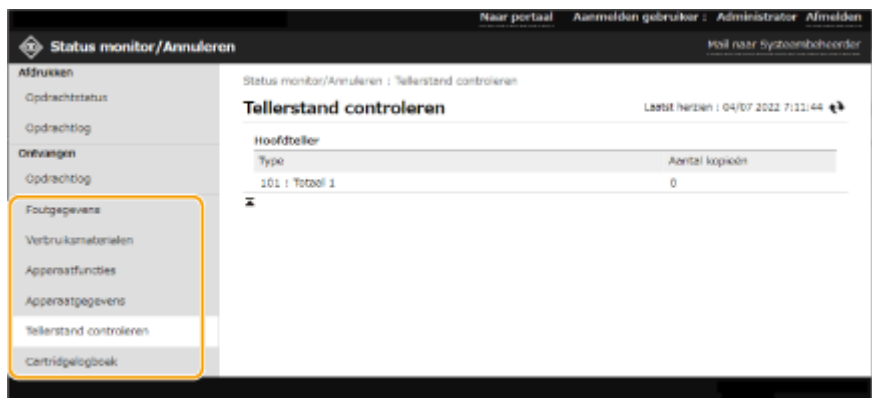 Naar portaal Aanmelden gebruiker : Administrator Afmelden
Status monitor/Annuleren Mail naar Systeembeheerder
Afdrukken
Opdrachtstatus
Opdrachtlog
Ontvangen
Opdrachtlog
Foutgegevens
Verbruiksmaterialen
Apparaatfuncties
Apparaatgegevens
Tellerstand controleren
Cartridgelogboek
Status monitor/Annuleren : Tellerstand controleren
Tellerstand controleren Laatst herzien : 04/07 2022 7:11:44
Hoofdteller
Type Aantal kopieën
101 : Totaal 1 0